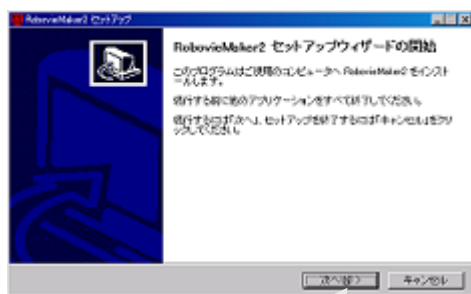 RobovieMaker2 セットアップ
RobovieMaker2 セットアップウィザードの開始
このプログラムはご使用のコンピュータへ RobovieMaker2 をインスト
ールします。
続行する前に他のアプリケーションをすべて終了してください。
続行するには「次へ」、セットアップを終了するには「キャンセル」をクリ
ックしてください。
次へ(N) >
キャンセル